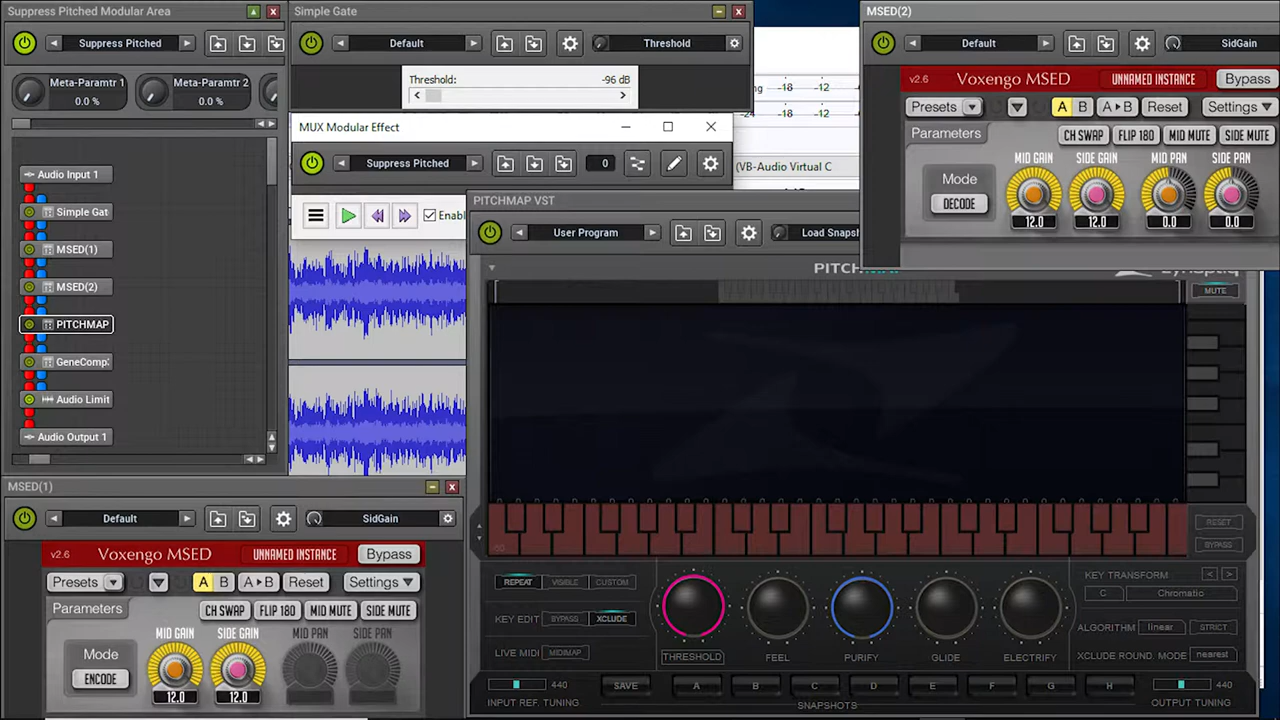 Suppress Pitched Modular Area
Suppress Pitched
Meta-Paramtr 1
0.0 %
Meta-Paramtr 2
0.0 %
Audio Input 1
Simple Gat
MSED(1)
MSED(2)
PITCHMAP
GeneComp
Audio Limit
Audio Output 1
Simple Gate
Default
Threshold
Threshold:
-96 dB
MUX Modular Effect
Suppress Pitched
0
Enabl
-18
-12
-24
-18
-12
(VB-Audio Virtual C
MSED(2)
Default
SidGain
v2.6
Voxengo MSED
UNNAMED INSTANCE
Bypass
Presets
A
B
A▸B
Reset
Settings
Parameters
CH SWAP
FLIP 180
MID MUTE
SIDE MUTE
Mode
DECODE
MID GAIN
SIDE GAIN
MID PAN
SIDE PAN
12.0
12.0
0.0
0.0
PITCHMAP VST
User Program
Load Snaps
MUTE
RESET
BYPASS
REPEAT
VISIBLE
CUSTOM
KEY EDIT
BYPASS
XCLUDE
LIVE MIDI
MIDIMAP
THRESHOLD
FEEL
PURIFY
GLIDE
ELECTRIFY
KEY TRANSFORM
<
>
C
Chromatic
ALGORITHM
linear
STRICT
XCLUDE ROUND MODE
nearest
440
INPUT REF. TUNING
SAVE
A
B
C
D
E
F
G
H
SNAPSHOTS
440
OUTPUT TUNING
MSED(1)
Default
SidGain
v2.6
Voxengo MSED
UNNAMED INSTANCE
Bypass
Presets
A
B
A▸B
Reset
Settings
Parameters
CH SWAP
FLIP 180
MID MUTE
SIDE MUTE
Mode
ENCODE
MID GAIN
SIDE GAIN
MID PAN
SIDE PAN
12.0
12.0